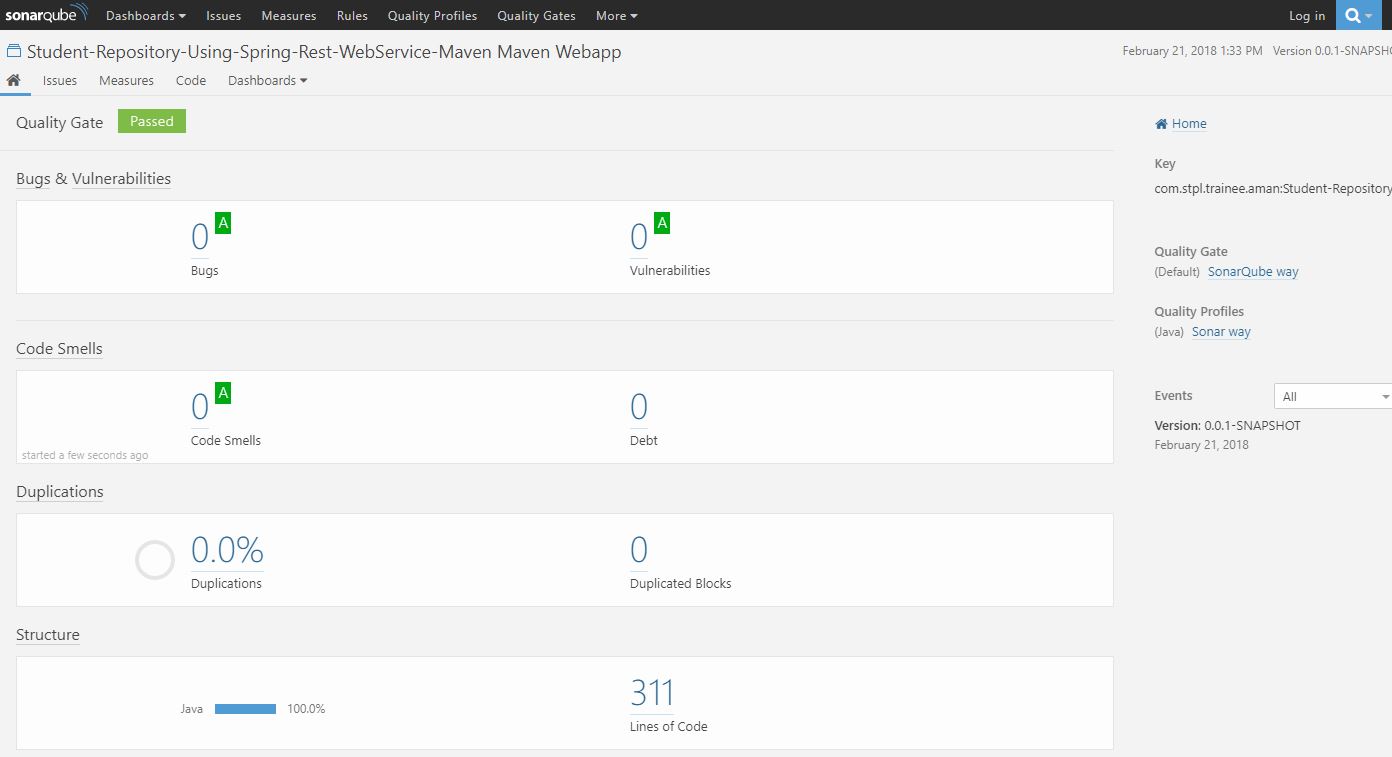 sonarqube Dashboards Issues Measures Rules Quality Profiles Quality Gates More Log in
Student-Repository-Using-Spring-Rest-WebService-Maven Maven Webapp
February 21, 2018 1:33 PM Version 0.0.1-SNAPSHO
Issues Measures Code Dashboards
Quality Gate Passed
Bugs & Vulnerabilities
0 A
Bugs
0 A
Vulnerabilities
Code Smells
0 A
Code Smells
0
Debt
started a few seconds ago
Duplications
0.0%
Duplications
0
Duplicated Blocks
Structure
Java 100.0%
311
Lines of Code
Home
Key
com.stpl.trainee.aman:Student-Repository
Quality Gate
(Default) SonarQube way
Quality Profiles
(Java) Sonar way
Events All
Version: 0.0.1-SNAPSHOT
February 21, 2018